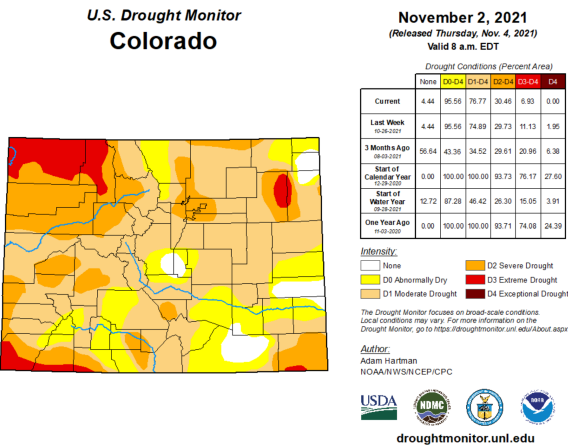 U.S. Drought Monitor
Colorado
November 2, 2021
(Released Thursday, Nov. 4, 2021)
Valid 8 a.m. EDT
Drought Conditions (Percent Area)
None D0-D4 D1-D4 D2-D4 D3-D4 D4
Current 4.44 95.56 76.77 30.46 6.93 0.00
Last Week 10-26-2021 4.44 95.56 74.89 29.73 11.13 1.95
3 Months Ago 08-03-2021 56.64 43.36 34.52 29.61 20.96 6.38
Start of Calendar Year 12-29-2020 0.00 100.00 100.00 93.73 76.17 27.60
Start of Water Year 09-28-2021 12.72 87.28 46.42 26.30 15.05 3.91
One Year Ago 11-03-2020 0.00 100.00 100.00 93.71 74.08 24.39
Intensity:
None
D0 Abnormally Dry
D1 Moderate Drought
D2 Severe Drought
D3 Extreme Drought
D4 Exceptional Drought
The Drought Monitor focuses on broad-scale conditions.
Local conditions may vary. For more information on the
Drought Monitor, go to https://droughtmonitor.unl.edu/About.aspx
Author:
Adam Hartman
NOAA/NWS/NCEP/CPC
USDA
NDMC
NOAA
droughtmonitor.unl.edu